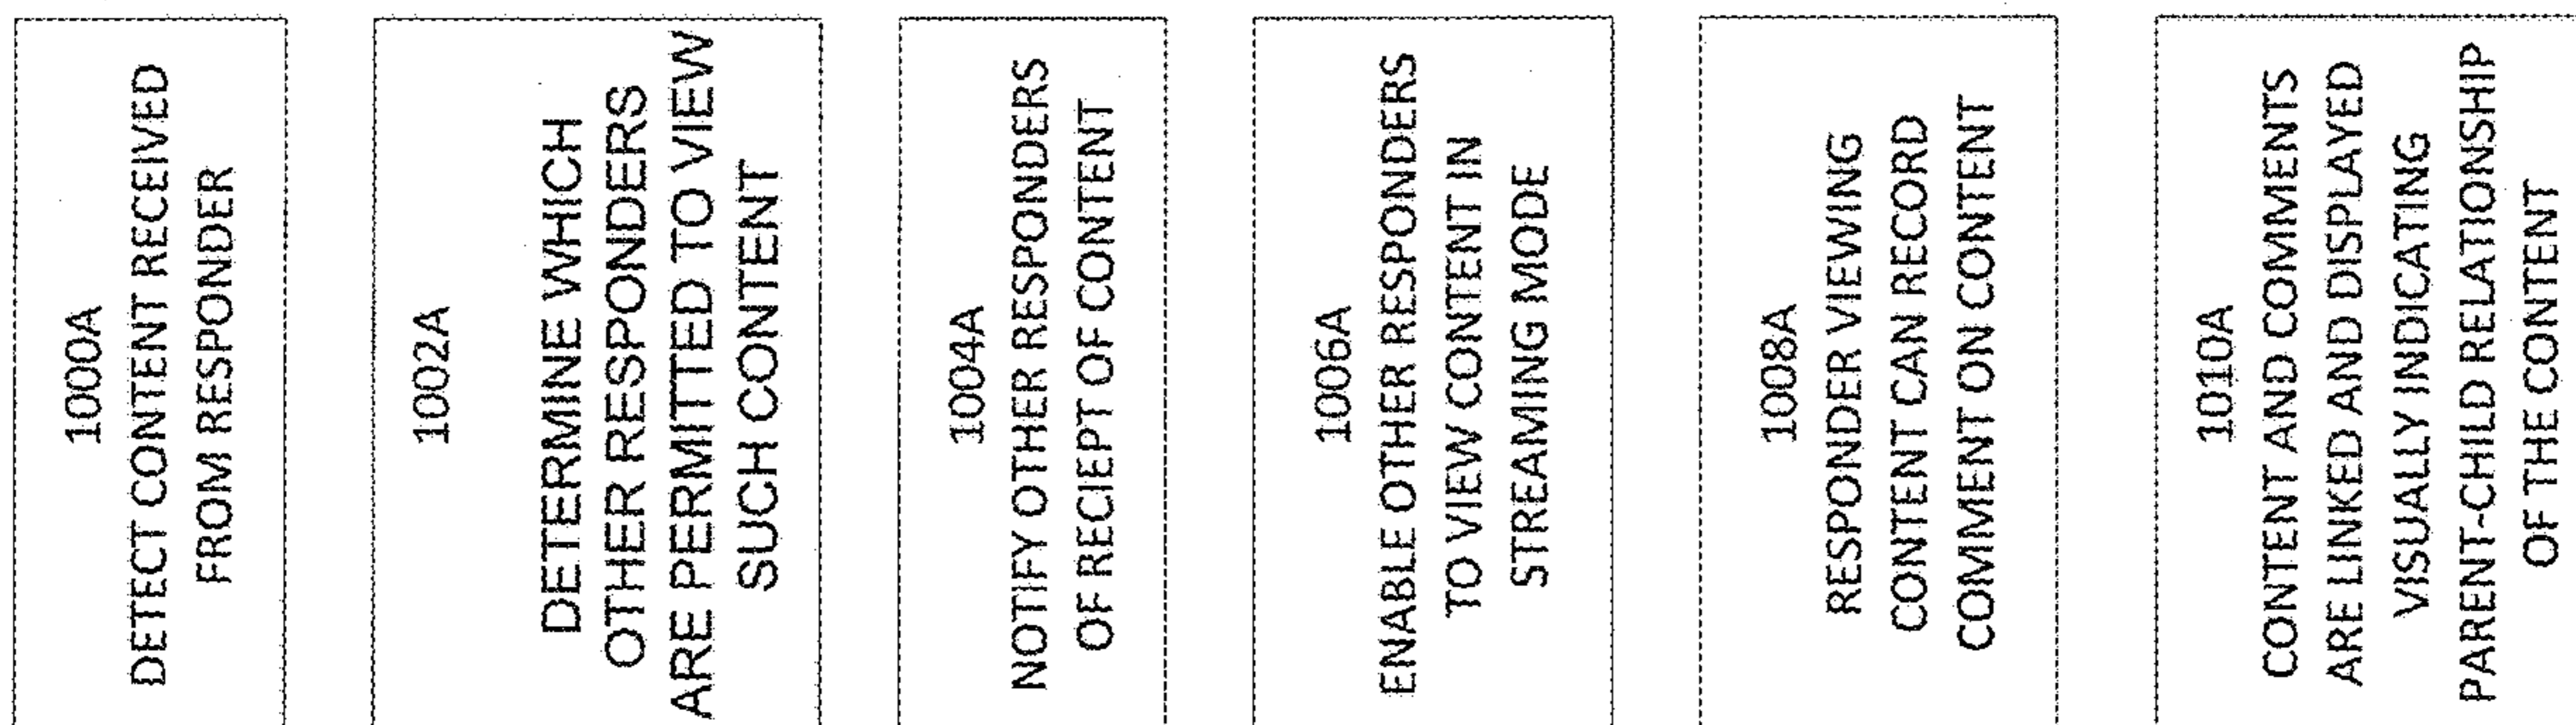 1000A
DETECT CONTENT RECEIVED
FROM RESPONDER
1002A
DETERMINE WHICH
OTHER RESPONDERS
ARE PERMITTED TO VIEW
SUCH CONTENT
1004A
NOTIFY OTHER RESPONDERS
OF RECIEPT OF CONTENT
1006A
ENABLE OTHER RESPONDERS
TO VIEW CONTENT IN
STREAMING MODE
1008A
RESPONDER VIEWING
CONTENT CAN RECORD
COMMENT ON CONTENT
1010A
CONTENT AND COMMENTS
ARE LINKED AND DISPLAYED
VISUALLY INDICATING
PARENT-CHILD RELATIONSHIP
OF THE CONTENT